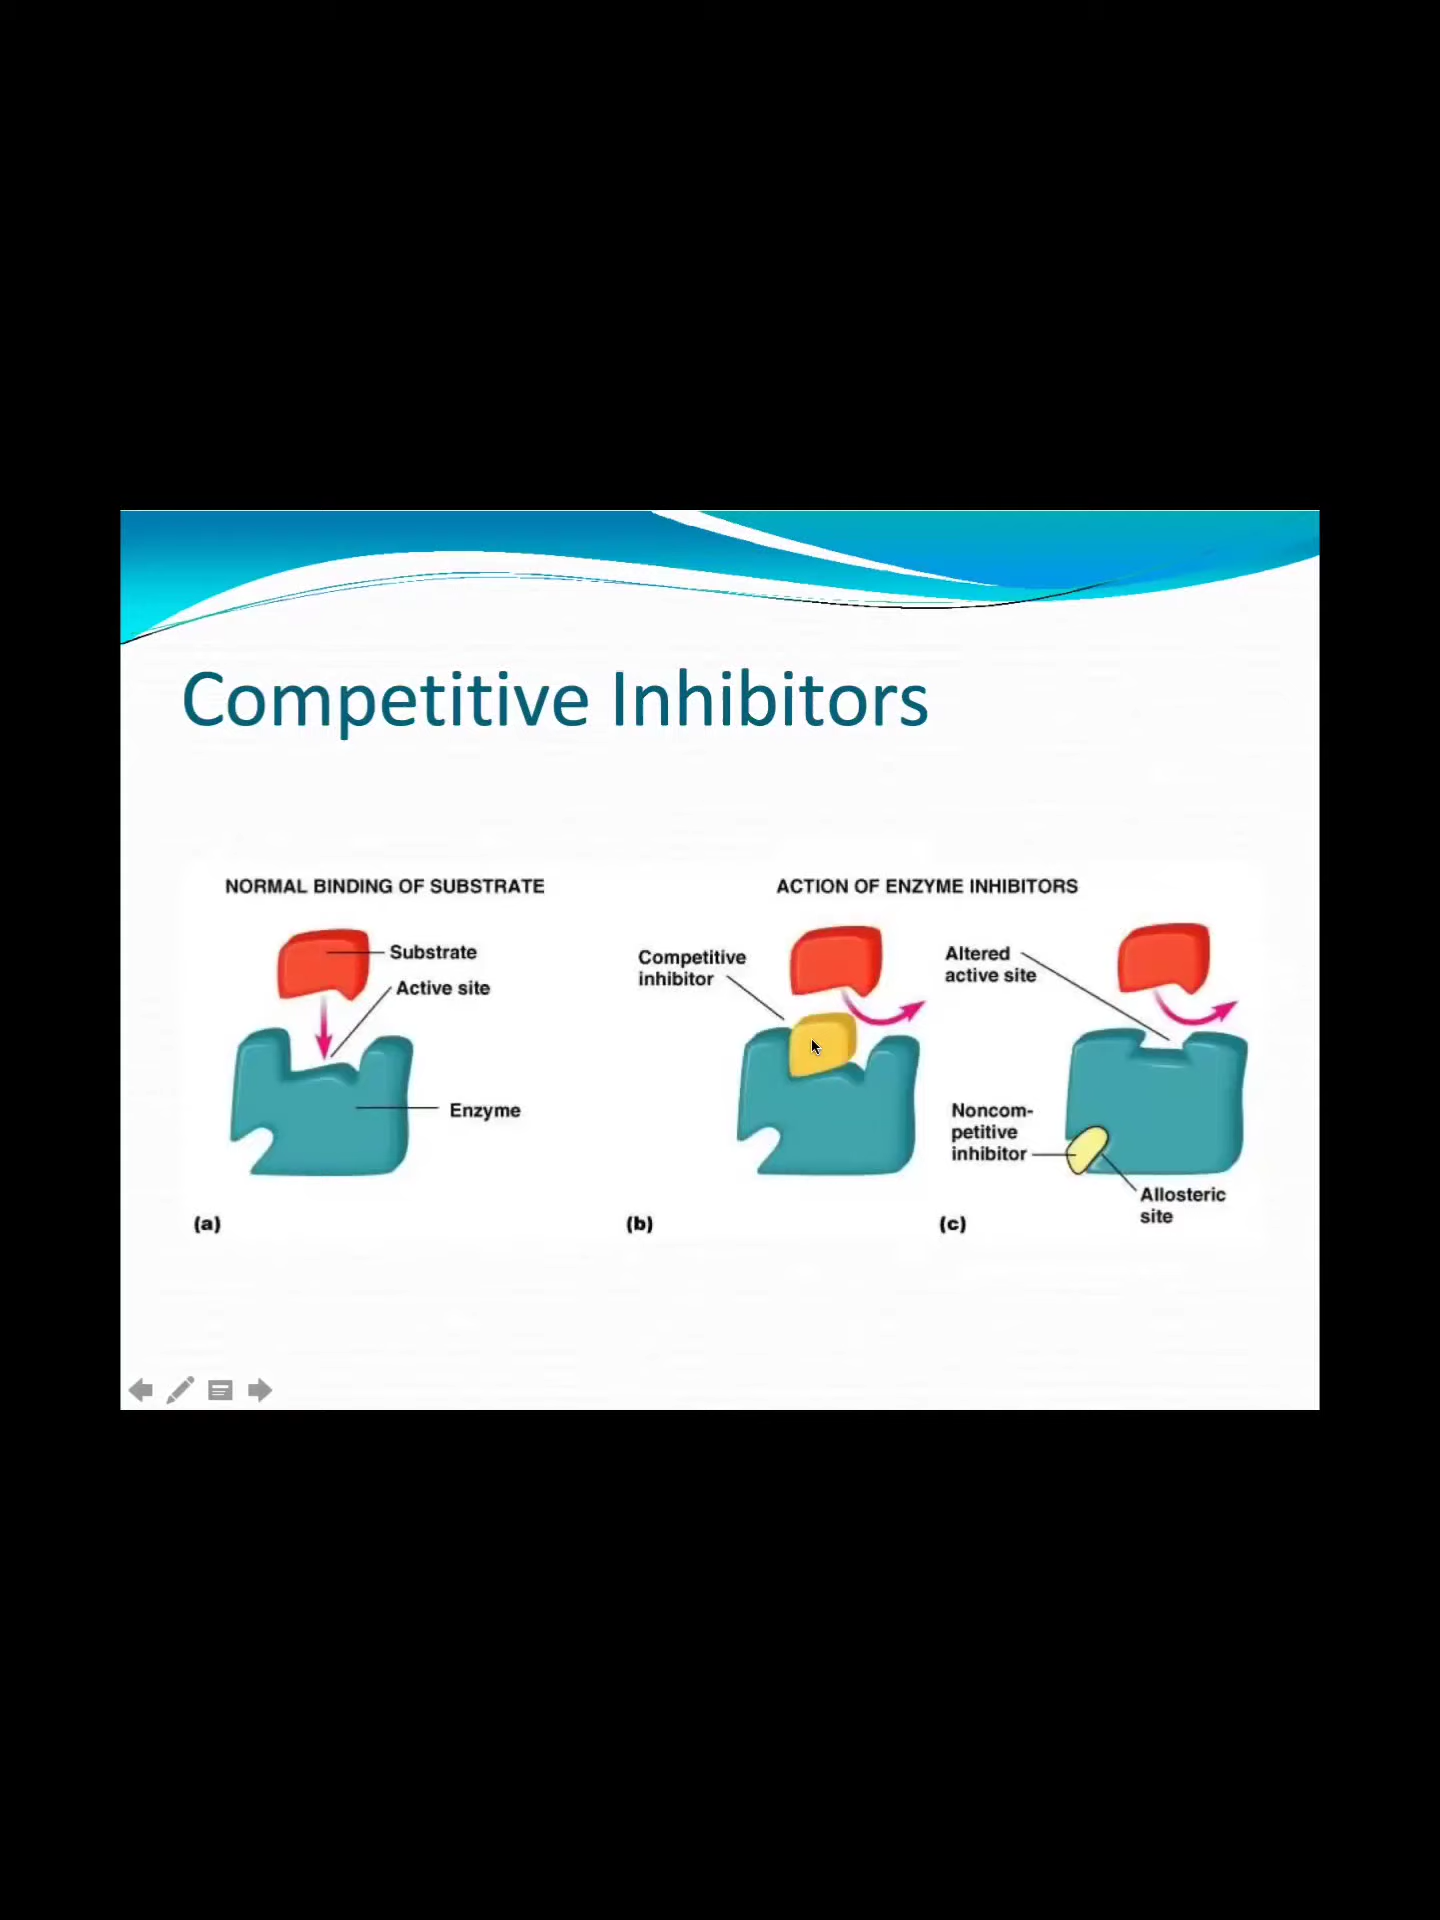 Competitive Inhibitors
NORMAL BINDING OF SUBSTRATE
Substrate
Active site
Enzyme
(a)
ACTION OF ENZYME INHIBITORS
Competitive
inhibitor
(b)
Altered
active site
Noncom-
petitive
inhibitor
Allosteric
site
(c)